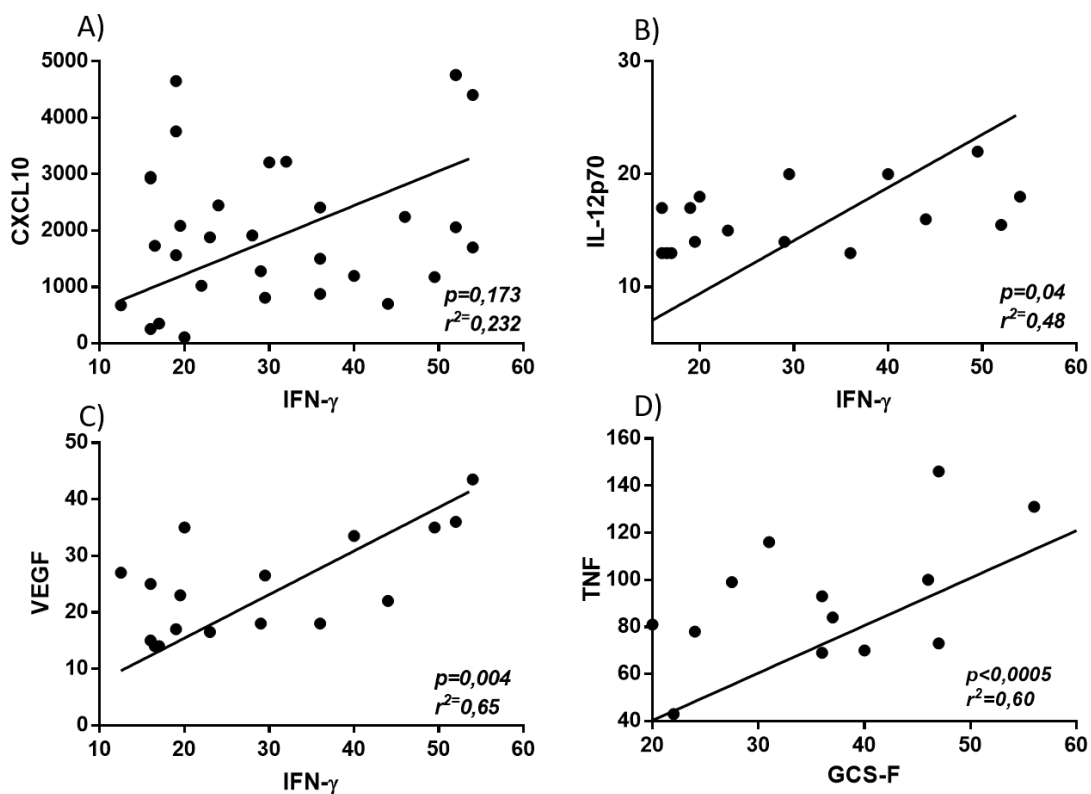 A)
CXCL10
5000
4000
3000
2000
1000
0
10 20 30 40 50 60
IFN-γ
p=0,173
r²=0,232
B)
IL-12p70
30
20
10
20 30 40 50 60
IFN-γ
p=0,04
r²=0,48
C)
VEGF
50
40
30
20
10
0
10 20 30 40 50 60
IFN-γ
p=0,004
r²=0,65
D)
TNF
160
140
120
100
80
60
40
20 30 40 50 60
GCS-F
p<0,0005
r²=0,60